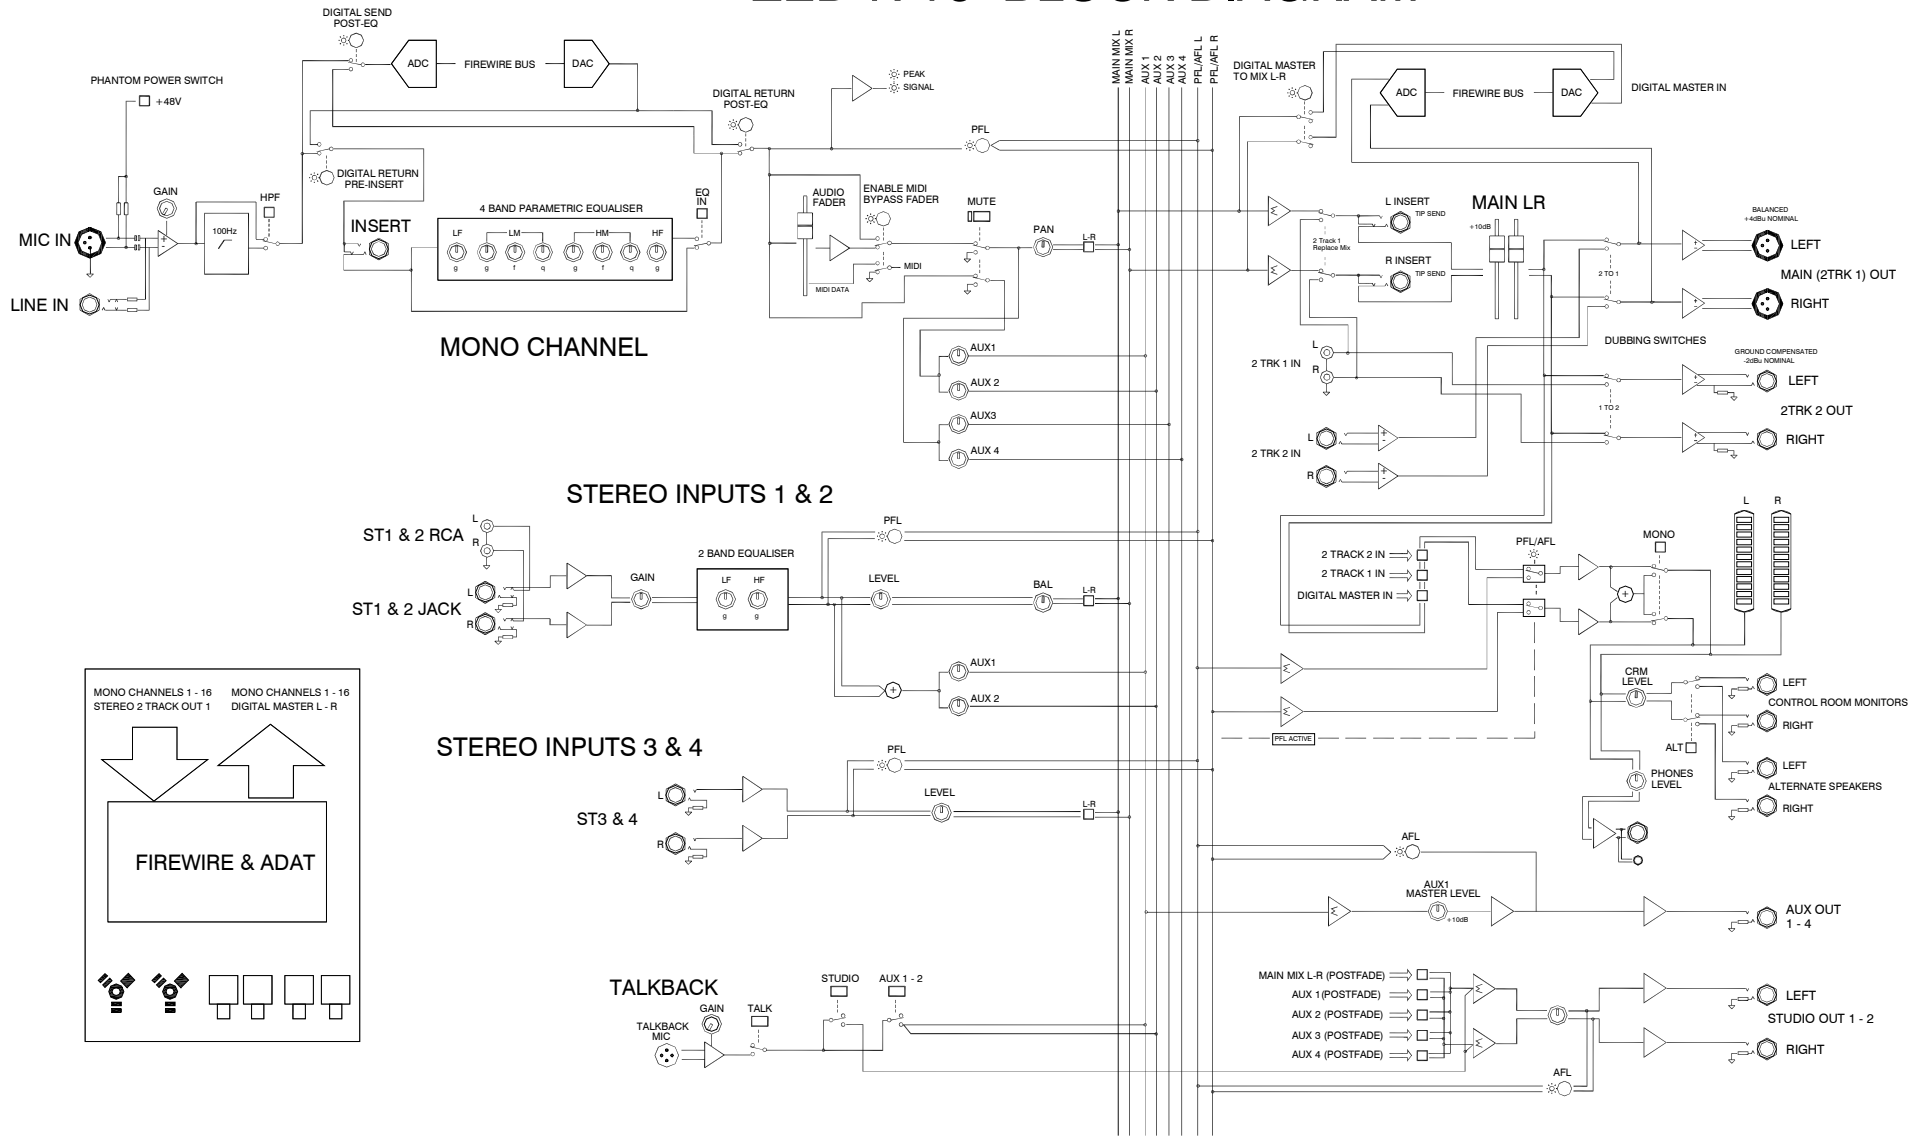 DIGITAL SEND
POST-EQ
ADC
FIREWIRE BUS
DAC
PHANTOM POWER SWITCH
+48V
DIGITAL RETURN
POST-EQ
PEAK
SIGNAL
PFL
DIGITAL RETURN
PRE-INSERT
GAIN
HPF
100Hz
MIC IN
LINE IN
INSERT
4 BAND PARAMETRIC EQUALISER
LF
LM
HM
HF
g
g
f
q
g
f
q
g
EQ
IN
MONO CHANNEL
AUDIO
FADER
ENABLE MIDI
BYPASS FADER
MIDI
MIDI DATA
MUTE
PAN
L-R
AUX1
AUX 2
AUX3
AUX 4
MAIN MIX L
MAIN MIX R
AUX 1
AUX 2
AUX 3
AUX 4
PFL/AFL L
PFL/AFL R
DIGITAL MASTER
TO MIX L-R
ADC
FIREWIRE BUS
DAC
DIGITAL MASTER IN
L INSERT
TIP SEND
2 Track 1
Replace Mix
R INSERT
TIP SEND
MAIN LR
+10dB
2 TO 1
BALANCED
+4dBu NOMINAL
LEFT
MAIN (2TRK 1) OUT
RIGHT
DUBBING SWITCHES
GROUND COMPENSATED
-2dBu NOMINAL
LEFT
2TRK 2 OUT
RIGHT
1 TO 2
L
2 TRK 1 IN
R
L
2 TRK 2 IN
R
STEREO INPUTS 1 & 2
L
ST1 & 2 RCA
R
L
ST1 & 2 JACK
R
GAIN
2 BAND EQUALISER
LF
HF
g
g
PFL
LEVEL
BAL
L-R
AUX1
AUX 2
2 TRACK 2 IN
2 TRACK 1 IN
DIGITAL MASTER IN
PFL/AFL
MONO
L
R
PFL ACTIVE
CRM
LEVEL
LEFT
CONTROL ROOM MONITORS
RIGHT
ALT
LEFT
PHONES
LEVEL
ALTERNATE SPEAKERS
RIGHT
MONO CHANNELS 1 - 16
STEREO 2 TRACK OUT 1
MONO CHANNELS 1 - 16
DIGITAL MASTER L - R
FIREWIRE & ADAT
STEREO INPUTS 3 & 4
L
ST3 & 4
R
PFL
LEVEL
L-R
AFL
AUX1
MASTER LEVEL
+10dB
AUX OUT
1 - 4
TALKBACK
TALKBACK
MIC
GAIN
TALK
STUDIO
AUX 1 - 2
MAIN MIX L-R (POSTFADE)
AUX 1(POSTFADE)
AUX 2 (POSTFADE)
AUX 3 (POSTFADE)
AUX 4 (POSTFADE)
LEFT
STUDIO OUT 1 - 2
RIGHT
AFL